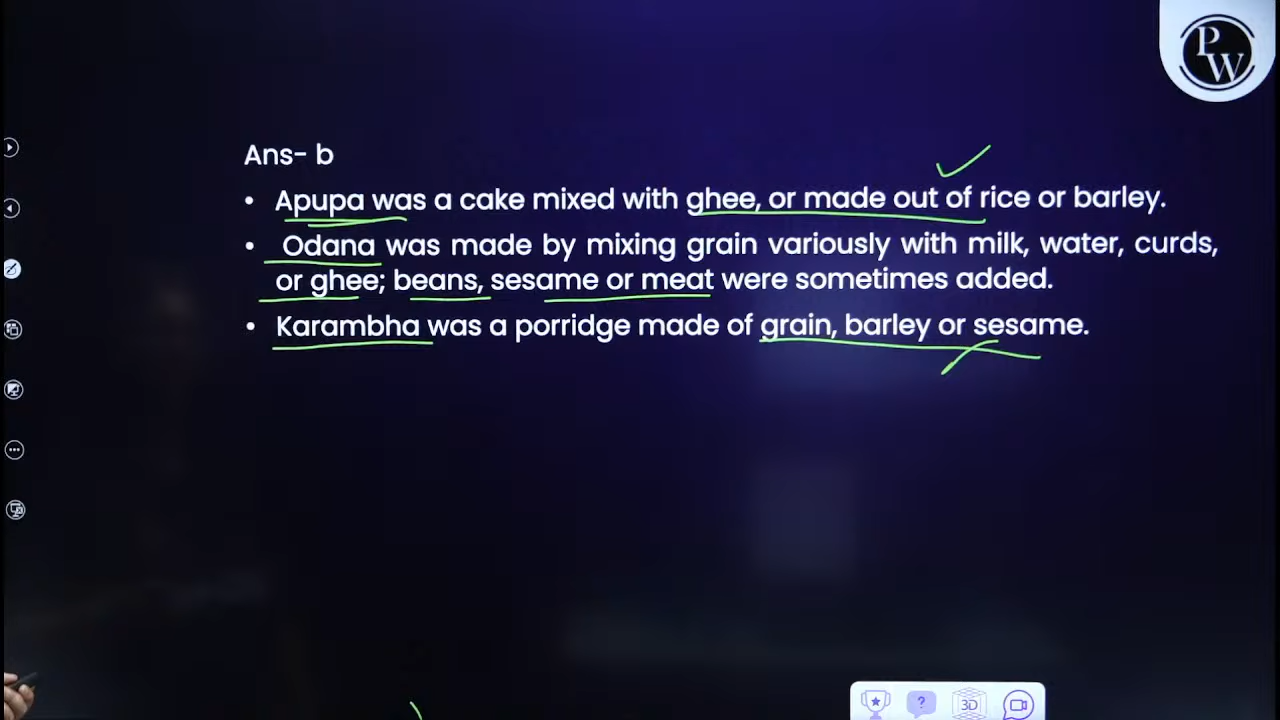 PW
Ans- b
• Apupa was a cake mixed with ghee, or made out of rice or barley.
• Odana was made by mixing grain variously with milk, water, curds,
or ghee; beans, sesame or meat were sometimes added.
• Karambha was a porridge made of grain, barley or sesame.
?
3D